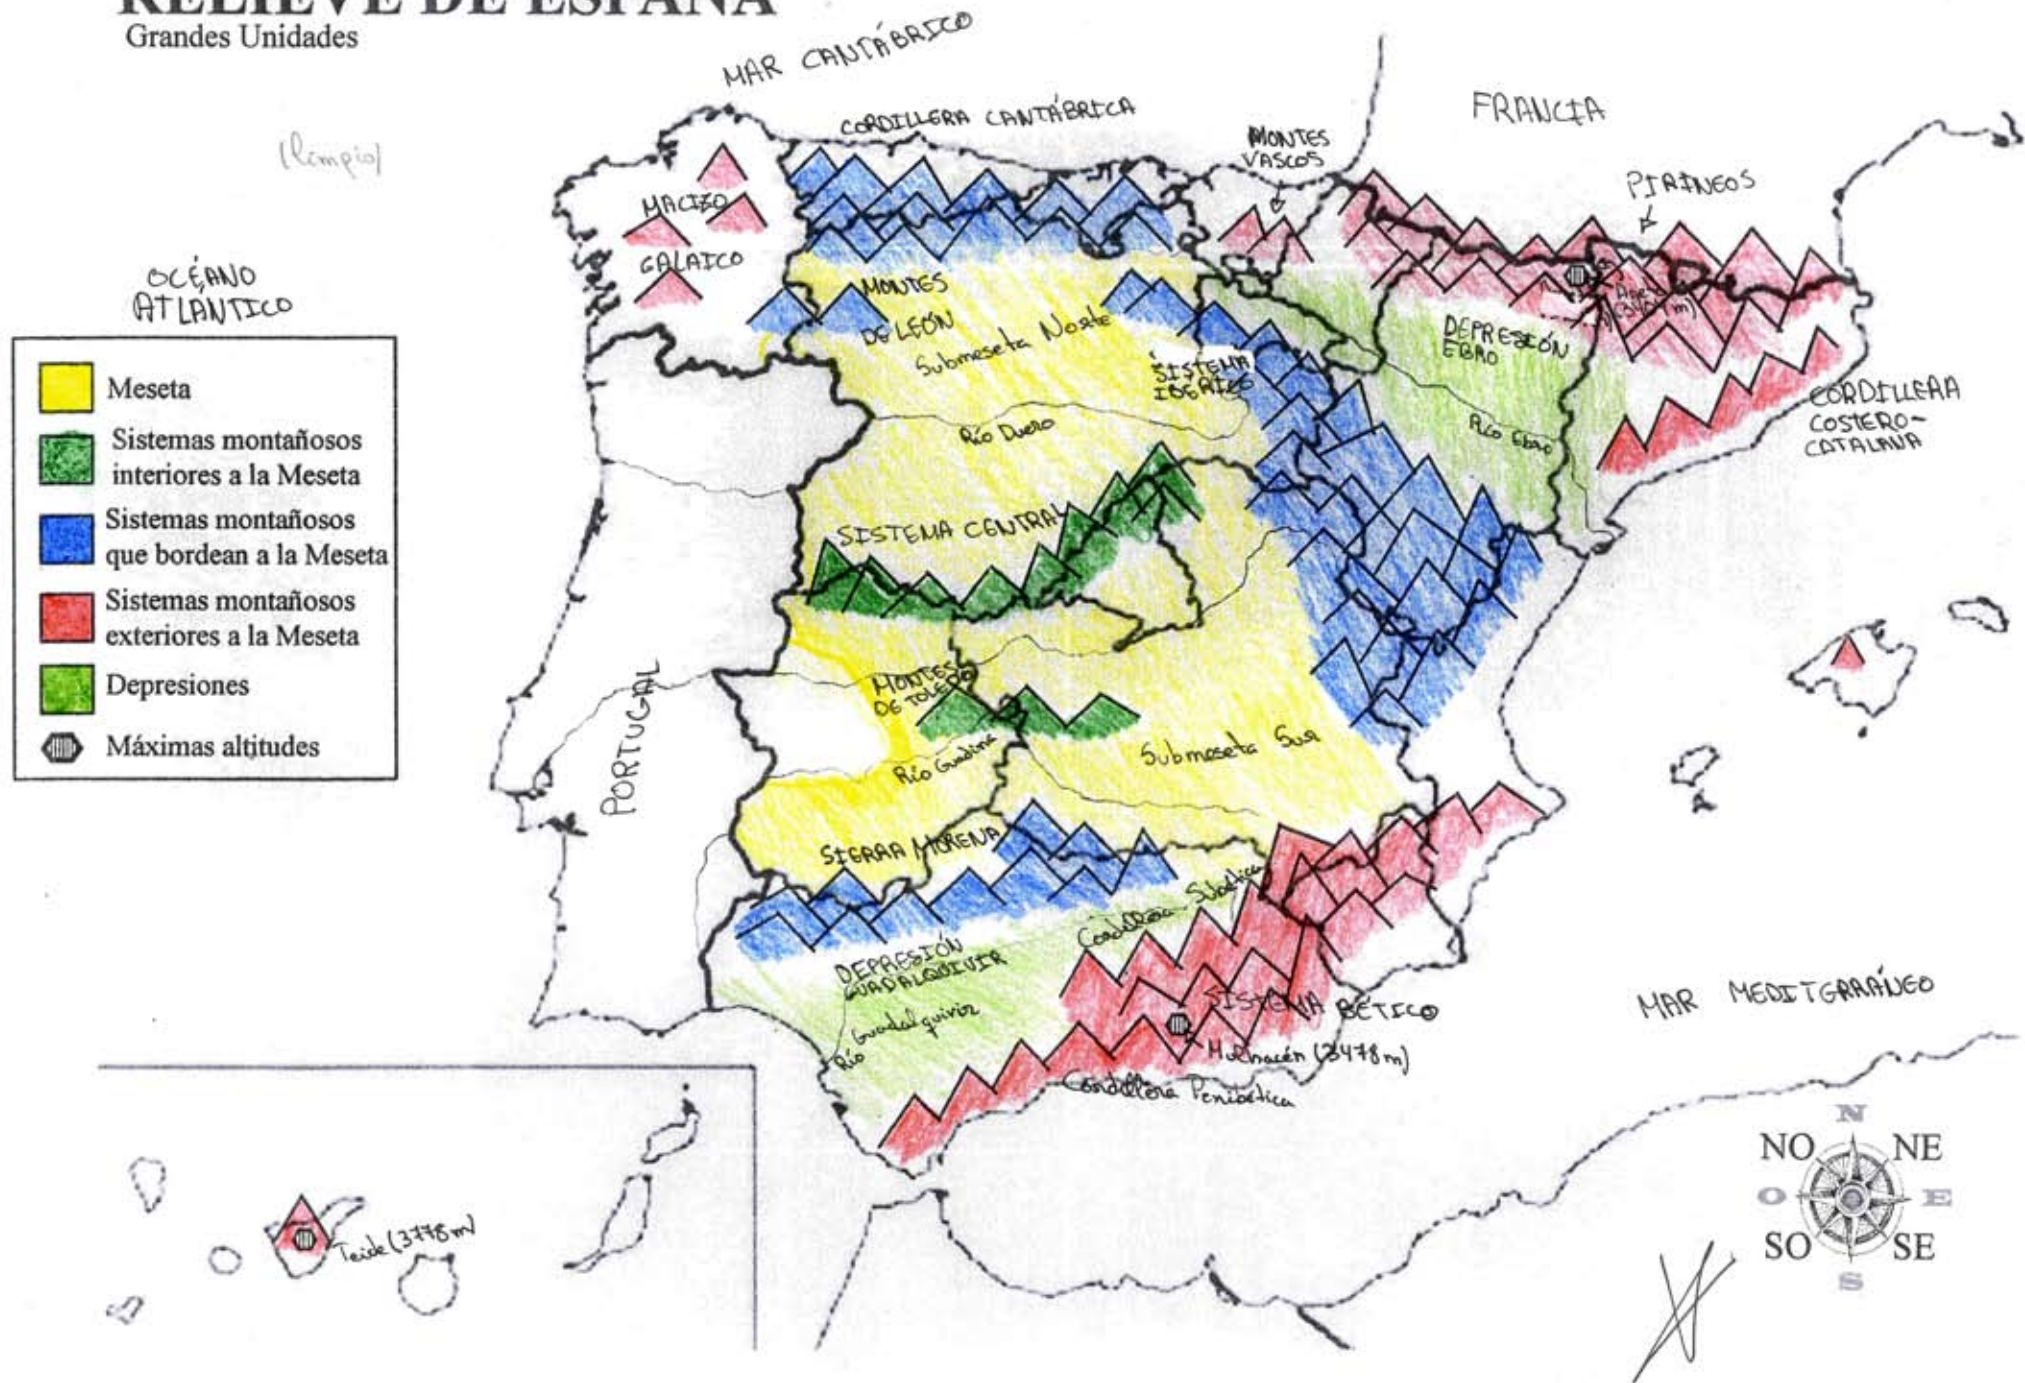 RELIEVE DE ESPAÑA
Grandes Unidades
(limpio)
MAR CANTÁBRICO
CORDILLERA CANTÁBRICA
MONTES
VASCOS
FRANCIA
PIRINEOS
MACIZO
GALAICO
OCÉANO
ATLÁNTICO
Meseta
Sistemas montañosos
interiores a la Meseta
Sistemas montañosos
que bordean a la Meseta
Sistemas montañosos
exteriores a la Meseta
Depresiones
Máximas altitudes
MONTES
DE LEÓN
Submeseta Norte
SISTEMA
IBÉRICO
DEPRESIÓN
EBRO
Río Ebro
CORDILLERA
COSTERO-
CATALANA
Río Duero
SISTEMA CENTRAL
MONTES
DE TOLEDO
PORTUGAL
Río Guadiana
Submeseta Sur
SIERRA MORENA
Cordillera Subética
DEPRESIÓN
GUADALQUIVIR
Río Guadalquivir
SISTEMA BÉTICO
Mulhacén (3478 m)
Cordillera Penibética
MAR MEDITERRÁNEO
Teide (3778 m)
N
NO NE
O E
SO SE
S